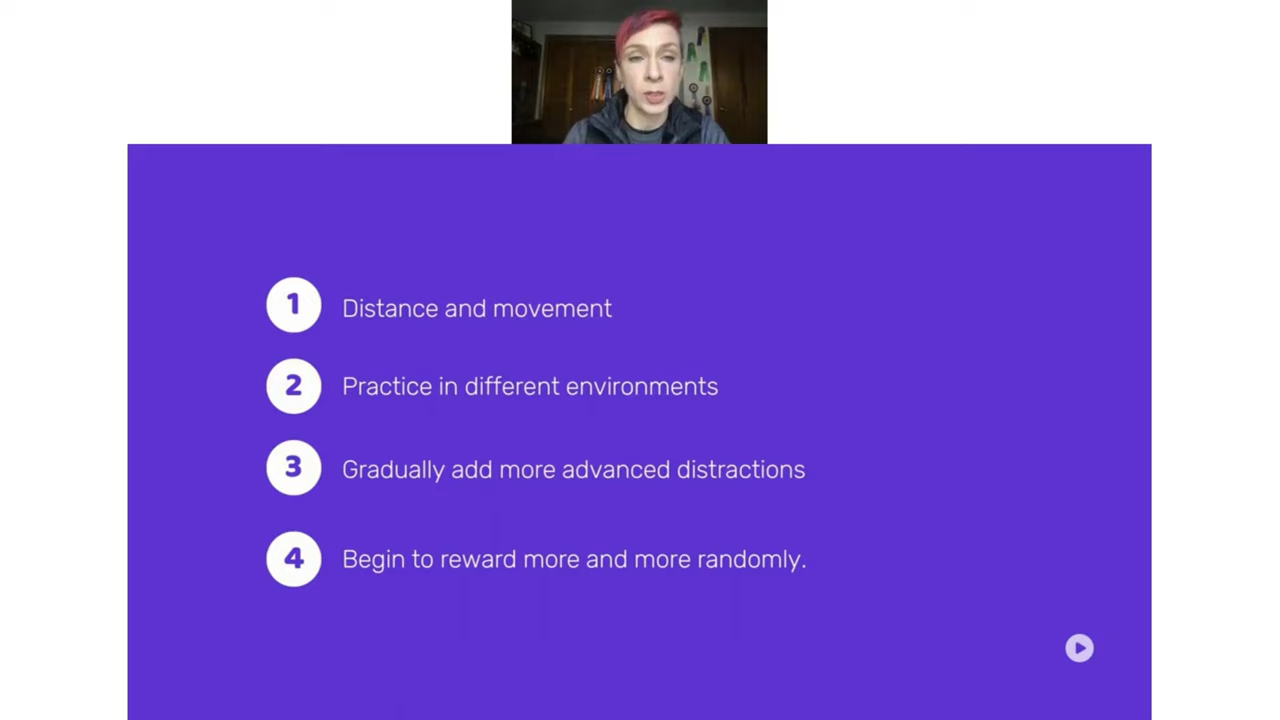 1 Distance and movement
2 Practice in different environments
3 Gradually add more advanced distractions
4 Begin to reward more and more randomly.